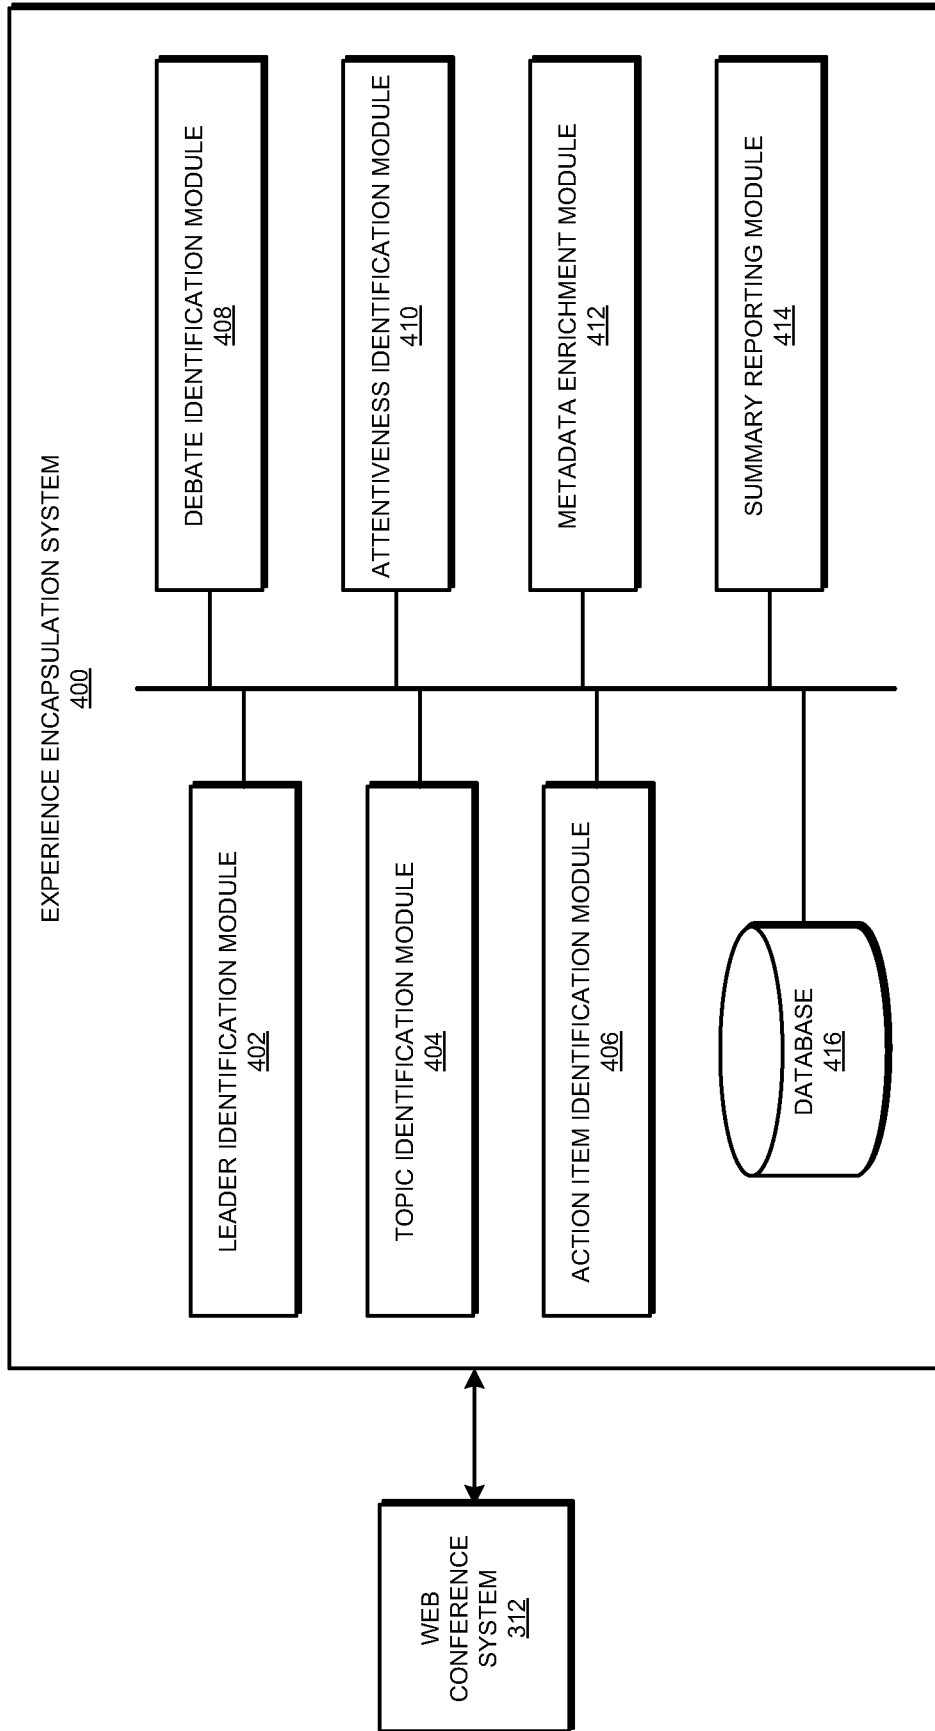 EXPERIENCE ENCAPSULATION SYSTEM
400
WEB
CONFERENCE
SYSTEM
312
LEADER IDENTIFICATION MODULE
402
TOPIC IDENTIFICATION MODULE
404
ACTION ITEM IDENTIFICATION MODULE
406
DATABASE
416
DEBATE IDENTIFICATION MODULE
408
ATTENTIVENESS IDENTIFICATION MODULE
410
METADATA ENRICHMENT MODULE
412
SUMMARY REPORTING MODULE
414